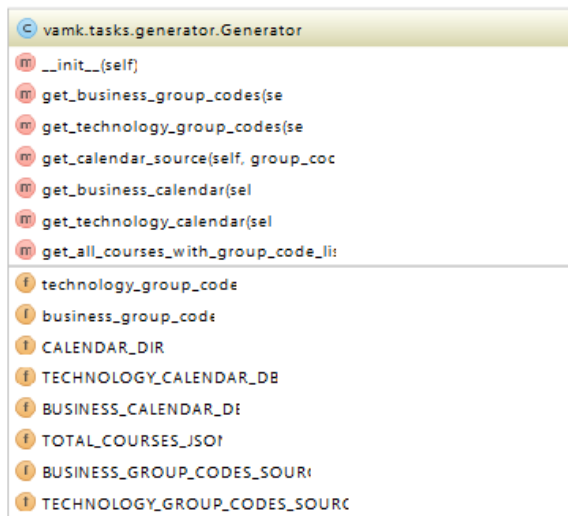 C vamk.tasks.generator.Generator
m __init__(self)
m get_business_group_codes(se
m get_technology_group_codes(se
m get_calendar_source(self, group_coc
m get_business_calendar(sel
m get_technology_calendar(sel
m get_all_courses_with_group_code_lis
f technology_group_code
f business_group_code
f CALENDAR_DIR
f TECHNOLOGY_CALENDAR_DB
f BUSINESS_CALENDAR_DE
f TOTAL_COURSES_JSON
f BUSINESS_GROUP_CODES_SOURC
f TECHNOLOGY_GROUP_CODES_SOURC